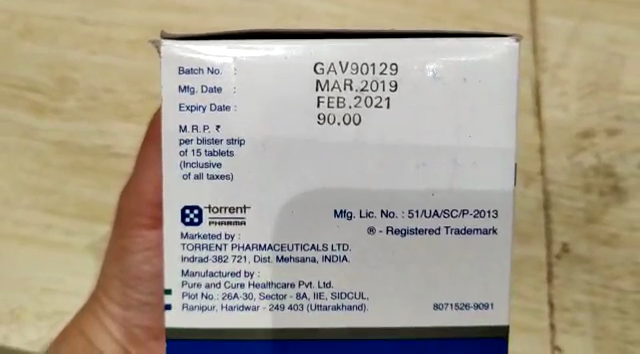 Batch No. : GAV90129
Mfg. Date : MAR.2019
Expiry Date : FEB.2021
M.R.P. ₹ 90.00
per blister strip
of 15 tablets
(Inclusive
of all taxes)
torrent
PHARMA
Mfg. Lic. No. : 51/UA/SC/P-2013
® - Registered Trademark
Marketed by :
TORRENT PHARMACEUTICALS LTD.
Indrad-382 721, Dist. Mehsana, INDIA.
Manufactured by :
Pure and Cure Healthcare Pvt. Ltd.
Plot No.: 26A-30, Sector - 8A, IIE, SIDCUL,
Ranipur, Haridwar - 249 403 (Uttarakhand).
8071526-9091